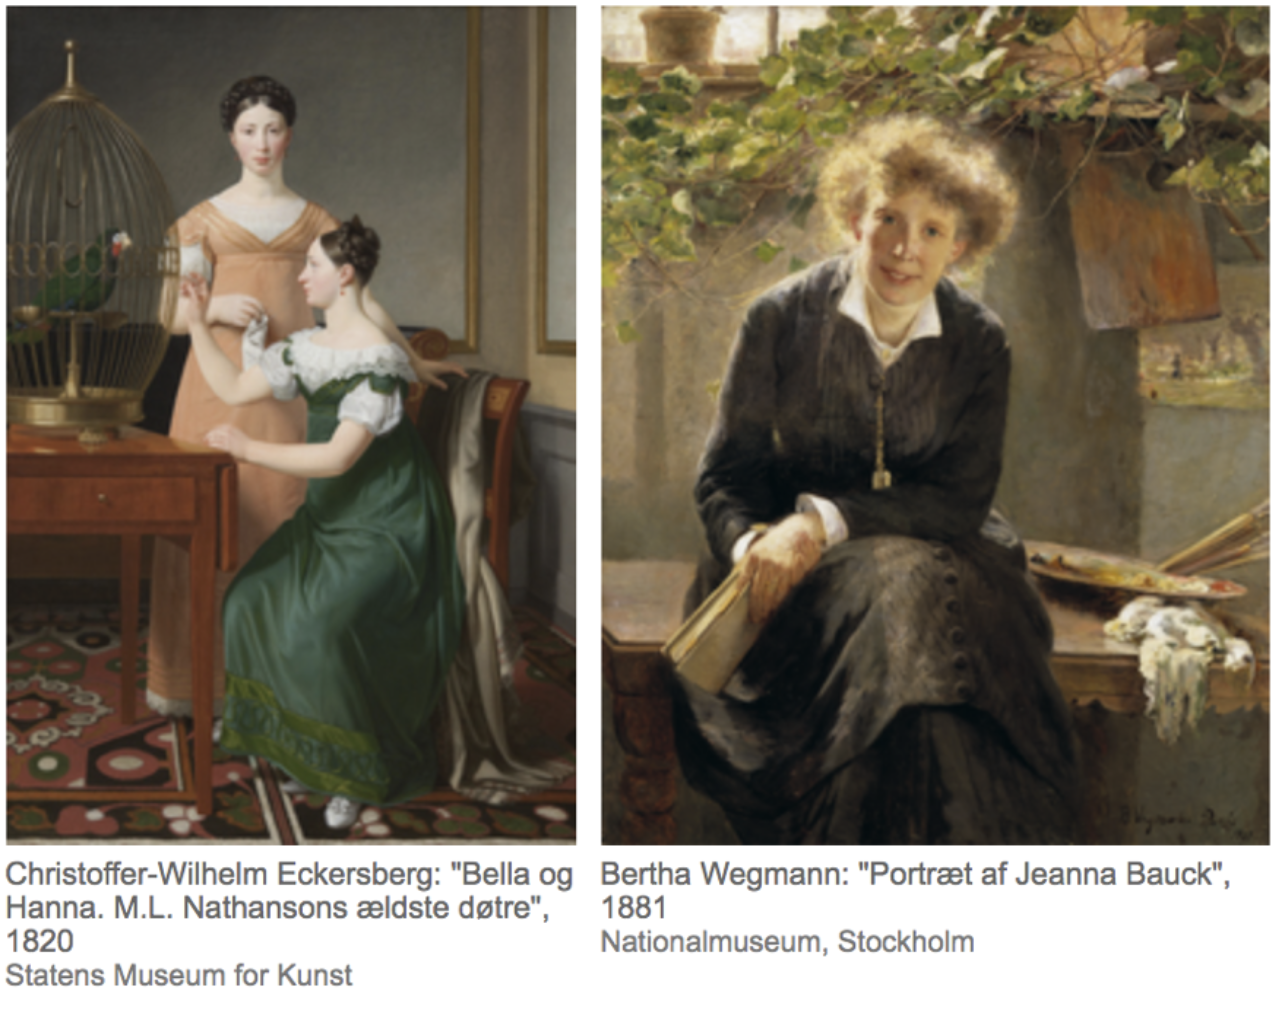 Christoffer-Wilhelm Eckersberg: "Bella og
Hanna. M.L. Nathansons ældste døtre",
1820
Statens Museum for Kunst
Bertha Wegmann: "Portræt af Jeanna Bauck",
1881
Nationalmuseum, Stockholm